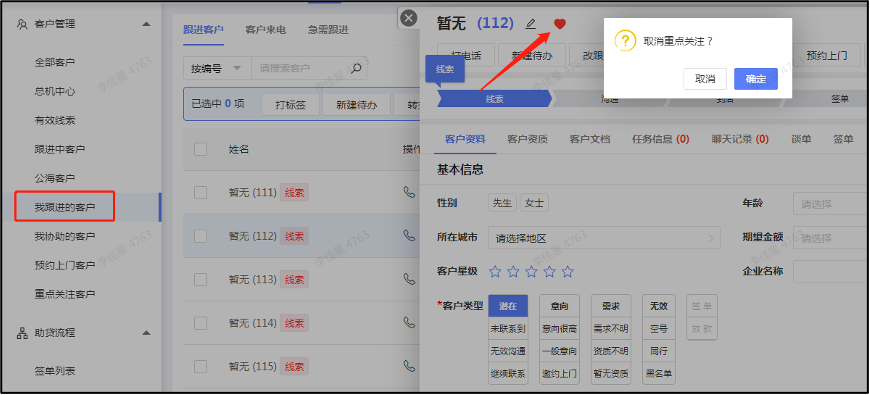 客户管理
全部客户
总机中心
有效线索
跟进中客户
公海客户
我跟进的客户
我协助的客户
预约上门客户
重点关注客户
助贷流程
签单列表
跟进客户 客户来电 急需跟进
按编号 请搜索客户
已选中 0 项 打标签 新建待办
姓名
暂无 (111) 线索
暂无 (112) 线索
暂无 (113) 线索
暂无 (114) 线索
暂无 (115) 线索
暂无 (112)
打电话 新建待办 预约上门
线索
线索 沟通 到访 签单
取消重点关注？
取消 确定
客户资料 客户资质 客户文档 任务信息 (0) 聊天记录 (0) 谈单 签单
基本信息
性别 先生 女士 年龄 请选择
所在城市 请选择地区 期望金额 请选择
客户星级 企业名称
*客户类型 潜在 意向 需求 无效 签单
未联系到 意向很高 需求不明 空号 放款
无效沟通 一般意向 资质不明 同行
继续联系 邀约上门 暂无资质 黑名单
李佳星 4763